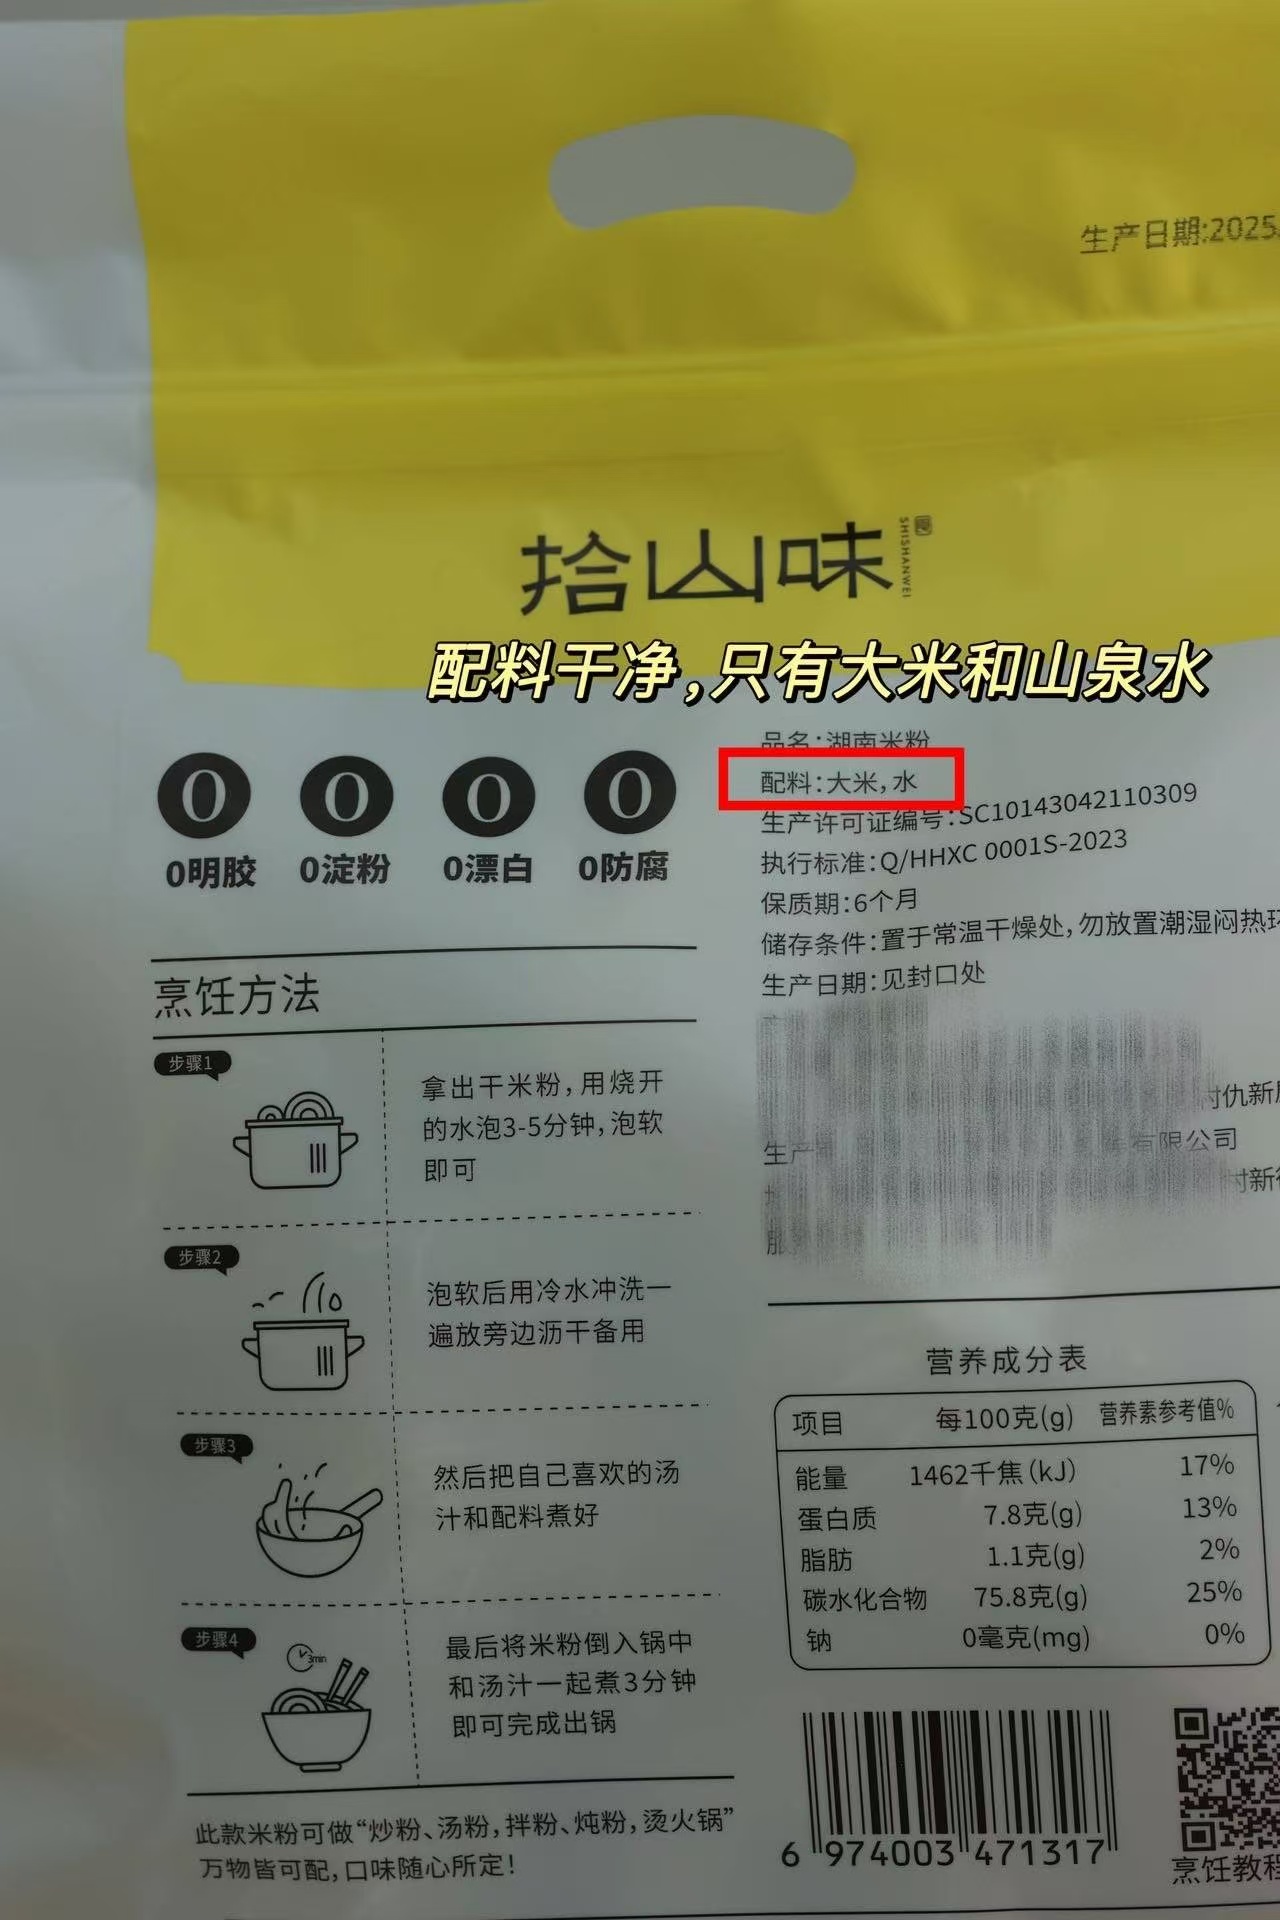 生产日期:2025
拾山味
SHISHANWEI
配料干净,只有大米和山泉水
0 0 0 0
0明胶 0淀粉 0漂白 0防腐
品名:湖南米粉
配料:大米,水
生产许可证编号:SC10143042110309
执行标准:Q/HHXC 0001S-2023
保质期:6个月
储存条件:置于常温干燥处,勿放置潮湿闷热环
生产日期:见封口处
村仇新
生产
有限公司
村新
烹饪方法
步骤1
拿出干米粉,用烧开
的水泡3-5分钟,泡软
即可
步骤2
泡软后用冷水冲洗一
遍放旁边沥干备用
步骤3
然后把自己喜欢的汤
汁和配料煮好
步骤4
3min
最后将米粉倒入锅中
和汤汁一起煮3分钟
即可完成出锅
此款米粉可做“炒粉、汤粉,拌粉、炖粉,烫火锅”
万物皆可配,口味随心所定!
营养成分表
项目 每100克(g) 营养素参考值%
能量 1462千焦(kJ) 17%
蛋白质 7.8克(g) 13%
脂肪 1.1克(g) 2%
碳水化合物 75.8克(g) 25%
钠 0毫克(mg) 0%
6 974003 471317
烹饪教程